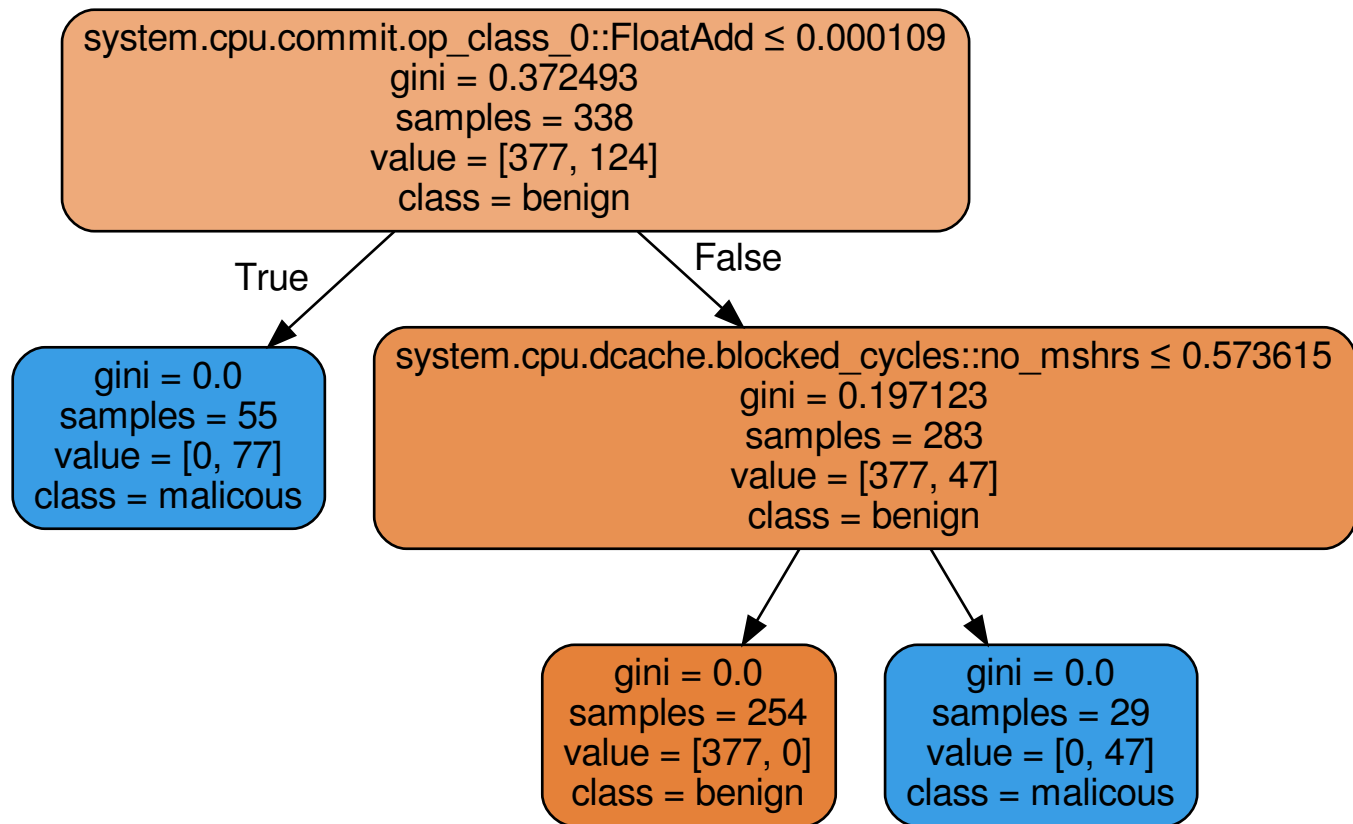 system.cpu.commit.op_class_0::FloatAdd ≤ 0.000109
gini = 0.372493
samples = 338
value = [377, 124]
class = benign
True
False
gini = 0.0
samples = 55
value = [0, 77]
class = malicous
system.cpu.dcache.blocked_cycles::no_mshrs ≤ 0.573615
gini = 0.197123
samples = 283
value = [377, 47]
class = benign
gini = 0.0
samples = 254
value = [377, 0]
class = benign
gini = 0.0
samples = 29
value = [0, 47]
class = malicous